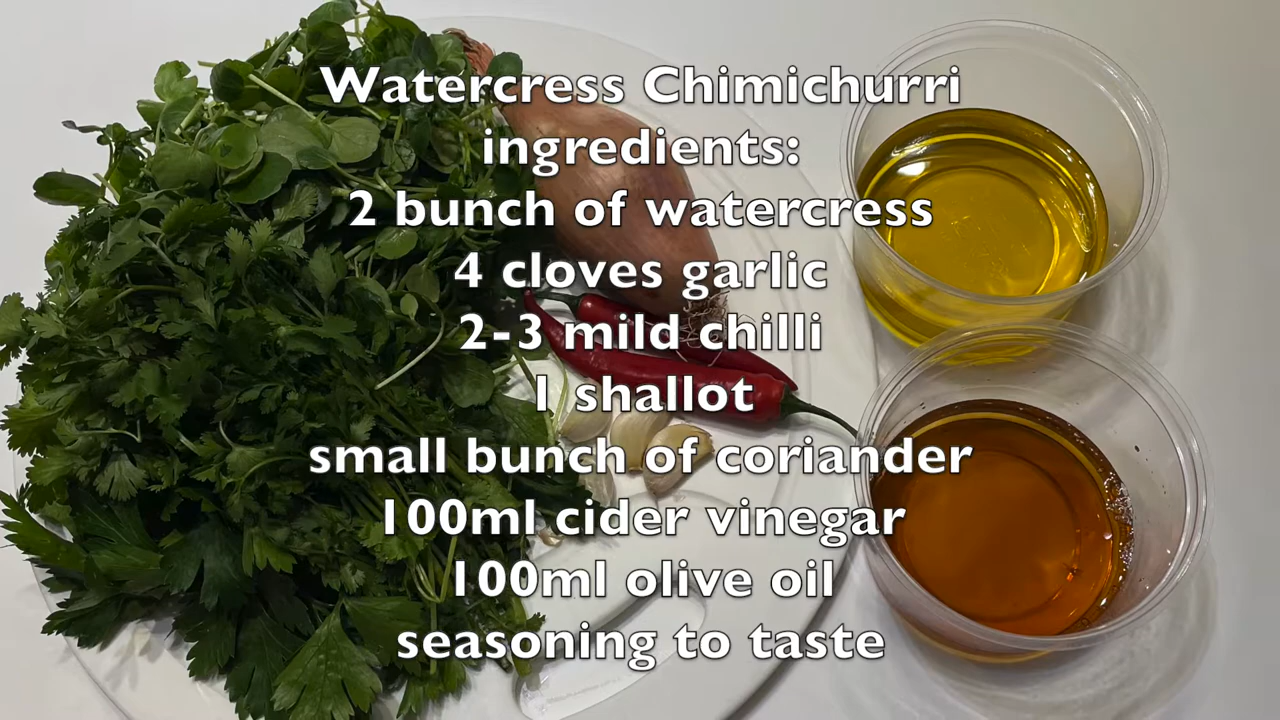 Watercress Chimichurri
ingredients:
2 bunch of watercress
4 cloves garlic
2-3 mild chilli
1 shallot
small bunch of coriander
100ml cider vinegar
100ml olive oil
seasoning to taste